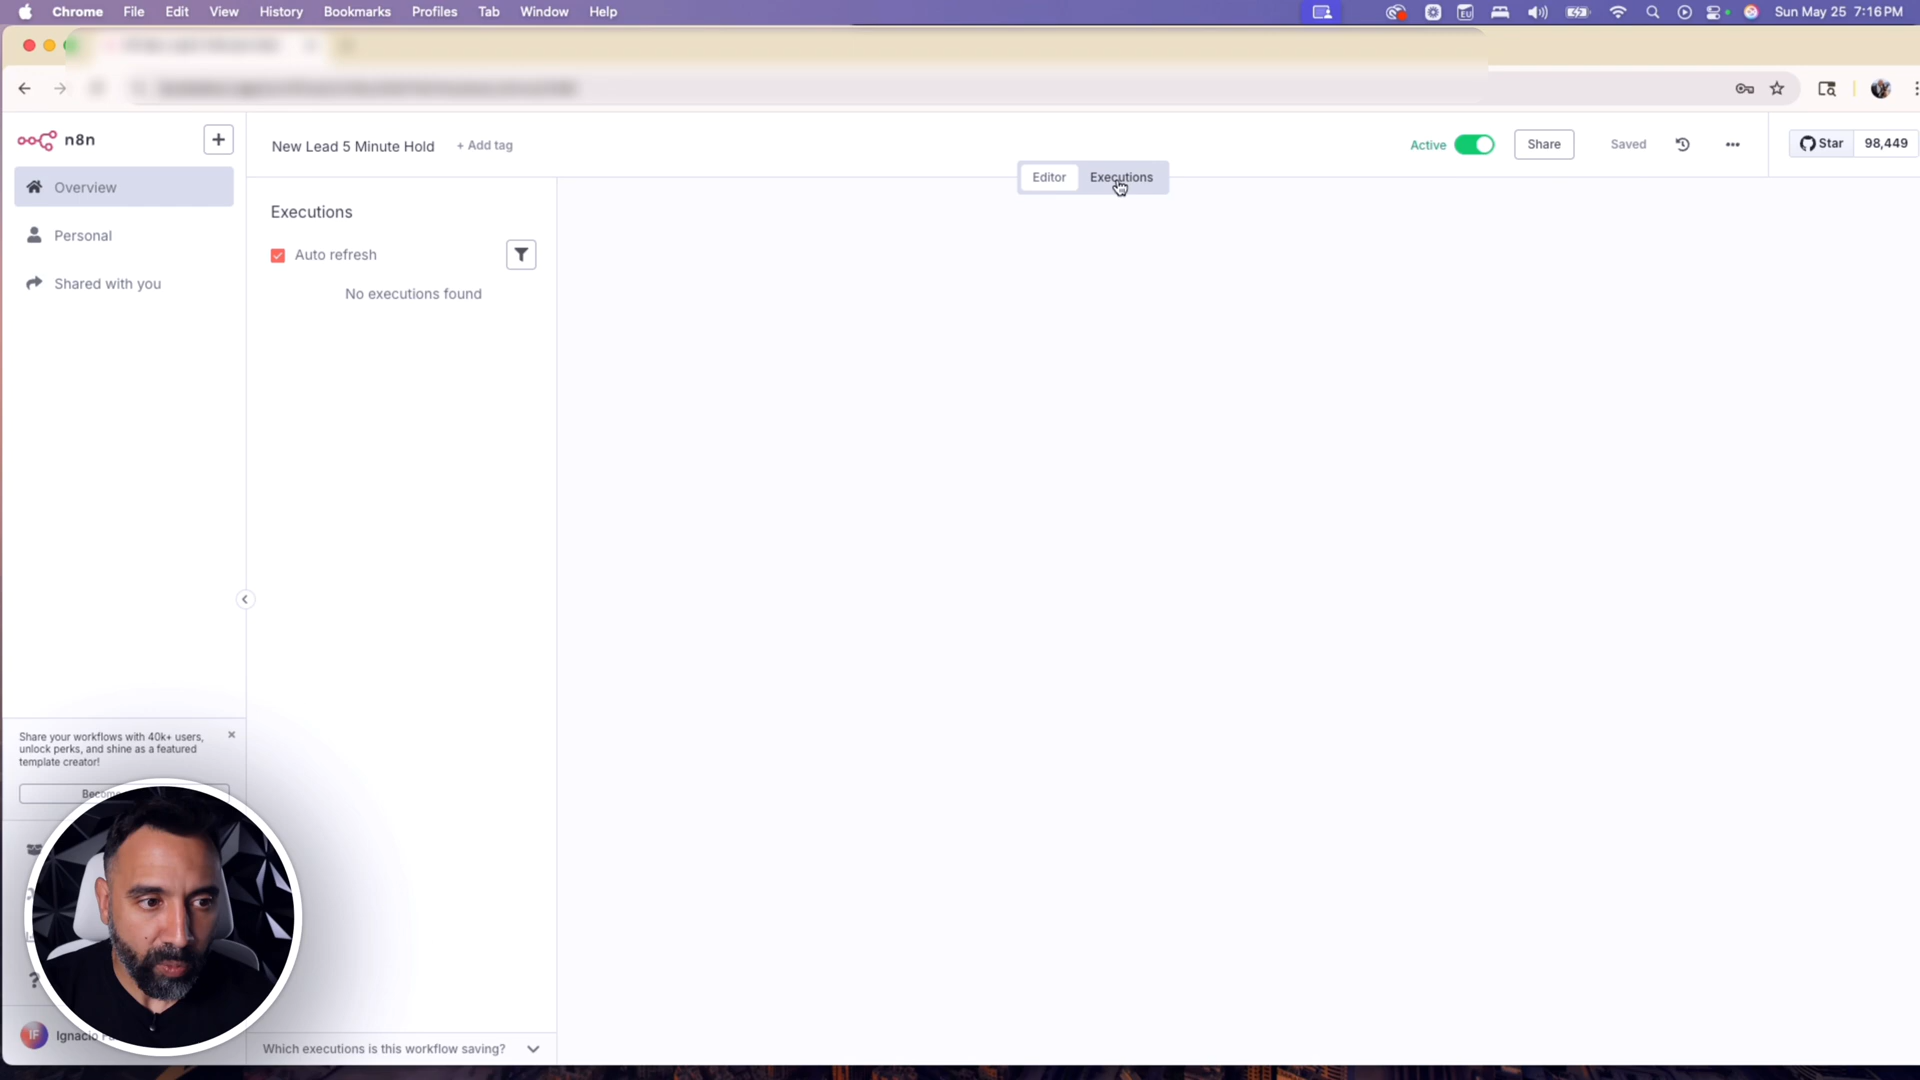 Chrome File Edit View History Bookmarks Profiles Tab Window Help
EU
Sun May 25 7:16 PM
n8n
+
New Lead 5 Minute Hold
+ Add tag
Active
Share
Saved
Star
98,449
Editor
Executions
Overview
Personal
Shared with you
Executions
Auto refresh
No executions found
Share your workflows with 40k+ users,
unlock perks, and shine as a featured
template creator!
IF
Ignacio
Which executions is this workflow saving?